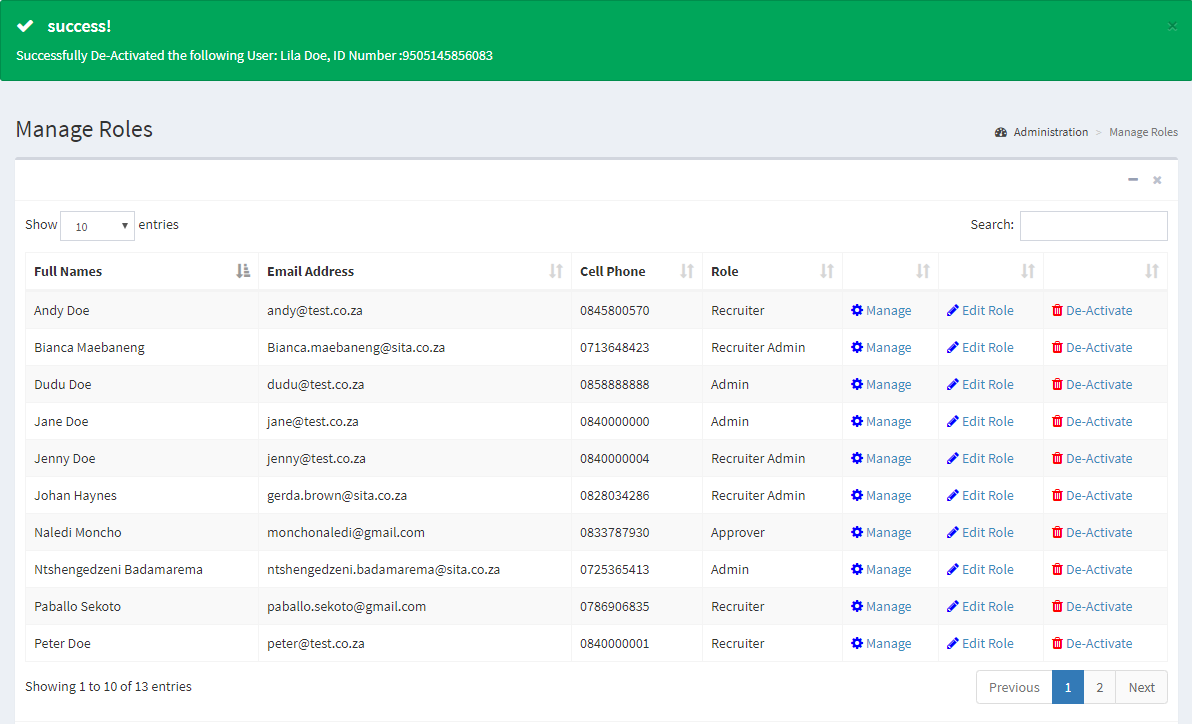 success!
×
Successfully De-Activated the following User: Lila Doe, ID Number :9505145856083
Manage Roles
Administration > Manage Roles
Show 10 entries
Search:
Full Names Email Address Cell Phone Role
Andy Doe andy@test.co.za 0845800570 Recruiter Manage Edit Role De-Activate
Bianca Maebaneng Bianca.maebaneng@sita.co.za 0713648423 Recruiter Admin Manage Edit Role De-Activate
Dudu Doe dudu@test.co.za 0858888888 Admin Manage Edit Role De-Activate
Jane Doe jane@test.co.za 0840000000 Admin Manage Edit Role De-Activate
Jenny Doe jenny@test.co.za 0840000004 Recruiter Admin Manage Edit Role De-Activate
Johan Haynes gerda.brown@sita.co.za 0828034286 Recruiter Admin Manage Edit Role De-Activate
Naledi Moncho monchonaledi@gmail.com 0833787930 Approver Manage Edit Role De-Activate
Ntshengedzeni Badamarema ntshengedzeni.badamarema@sita.co.za 0725365413 Admin Manage Edit Role De-Activate
Paballo Sekoto paballo.sekoto@gmail.com 0786906835 Recruiter Manage Edit Role De-Activate
Peter Doe peter@test.co.za 0840000001 Recruiter Manage Edit Role De-Activate
Showing 1 to 10 of 13 entries
Previous 1 2 Next